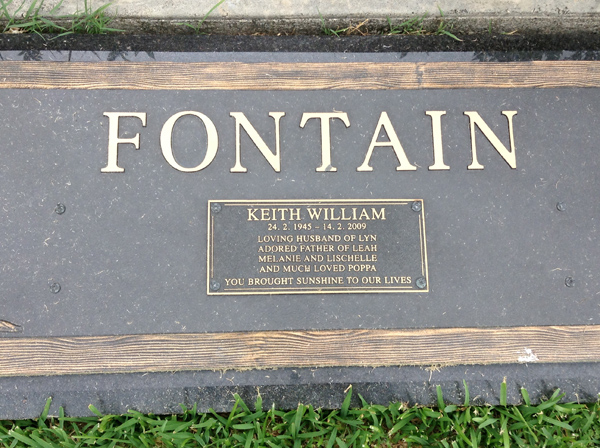 FONTAIN
KEITH WILLIAM
24. 2. 1945 – 14. 2. 2009
LOVING HUSBAND OF LYN
ADORED FATHER OF LEAH
MELANIE AND LISCHELLE
AND MUCH LOVED POPPA
YOU BROUGHT SUNSHINE TO OUR LIVES